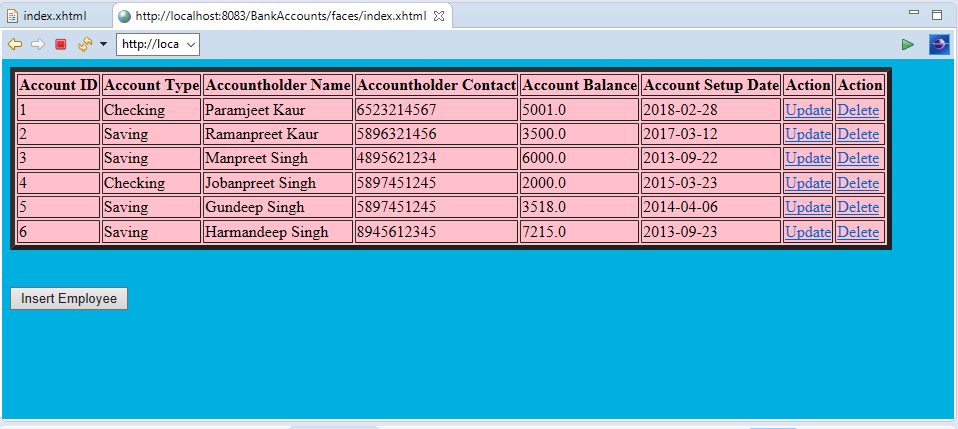 index.xhtml http://localhost:8083/BankAccounts/faces/index.xhtml
http://loca
Account ID Account Type Accountholder Name Accountholder Contact Account Balance Account Setup Date Action Action
1 Checking Paramjeet Kaur 6523214567 5001.0 2018-02-28 Update Delete
2 Saving Ramanpreet Kaur 5896321456 3500.0 2017-03-12 Update Delete
3 Saving Manpreet Singh 4895621234 6000.0 2013-09-22 Update Delete
4 Checking Jobanpreet Singh 5897451245 2000.0 2015-03-23 Update Delete
5 Saving Gundeep Singh 5897451245 3518.0 2014-04-06 Update Delete
6 Saving Harmandeep Singh 8945612345 7215.0 2013-09-23 Update Delete
Insert Employee